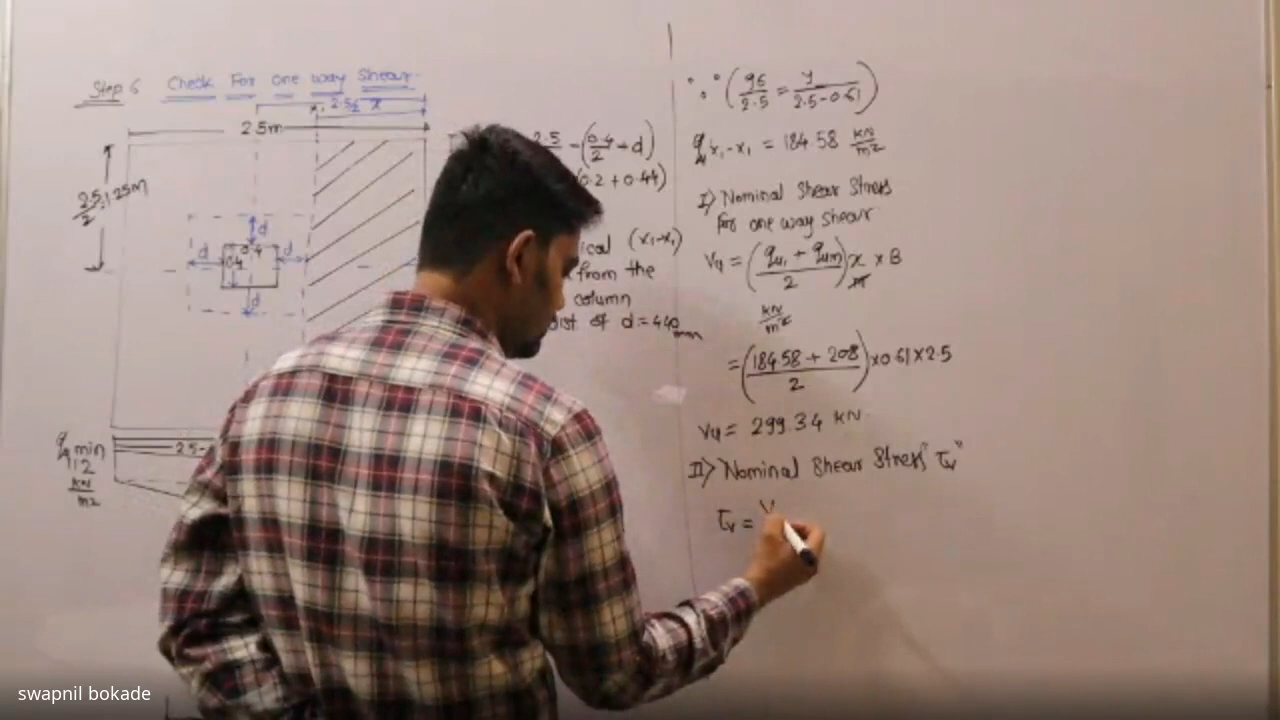 Step 6 Check For one way Shear
2.5m
1.25m
d
d 0.4 d
0.4
d
q min
112
kN/m2
2.5-
2.5 - (0.4/2 + d)
(0.2 + 0.44)
ical (x1-x1)
from the
column
dist of d = 440mm
∴ (96/2.5 = y/(2.5-0.61))
qx1-x1 = 184.58 kN/m2
I) Nominal Shear Stress
For one way shear
Vu = ((qu1 + qum)/2) x × B
kN/m2
= ((184.58 + 208)/2) × 0.61 × 2.5
Vu = 299.34 kN
II) Nominal Shear Stress "τv"
τv = V
swapnil bokade